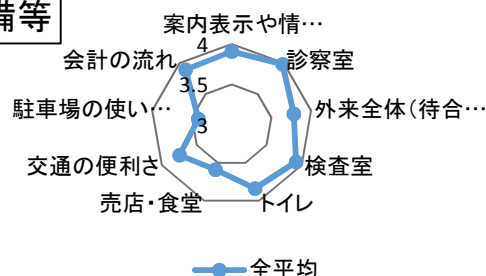 備等
案内表示や情…
診察室
外来全体(待合…
検査室
トイレ
売店・食堂
交通の便利さ
駐車場の使い…
会計の流れ
4
3.5
3
全平均